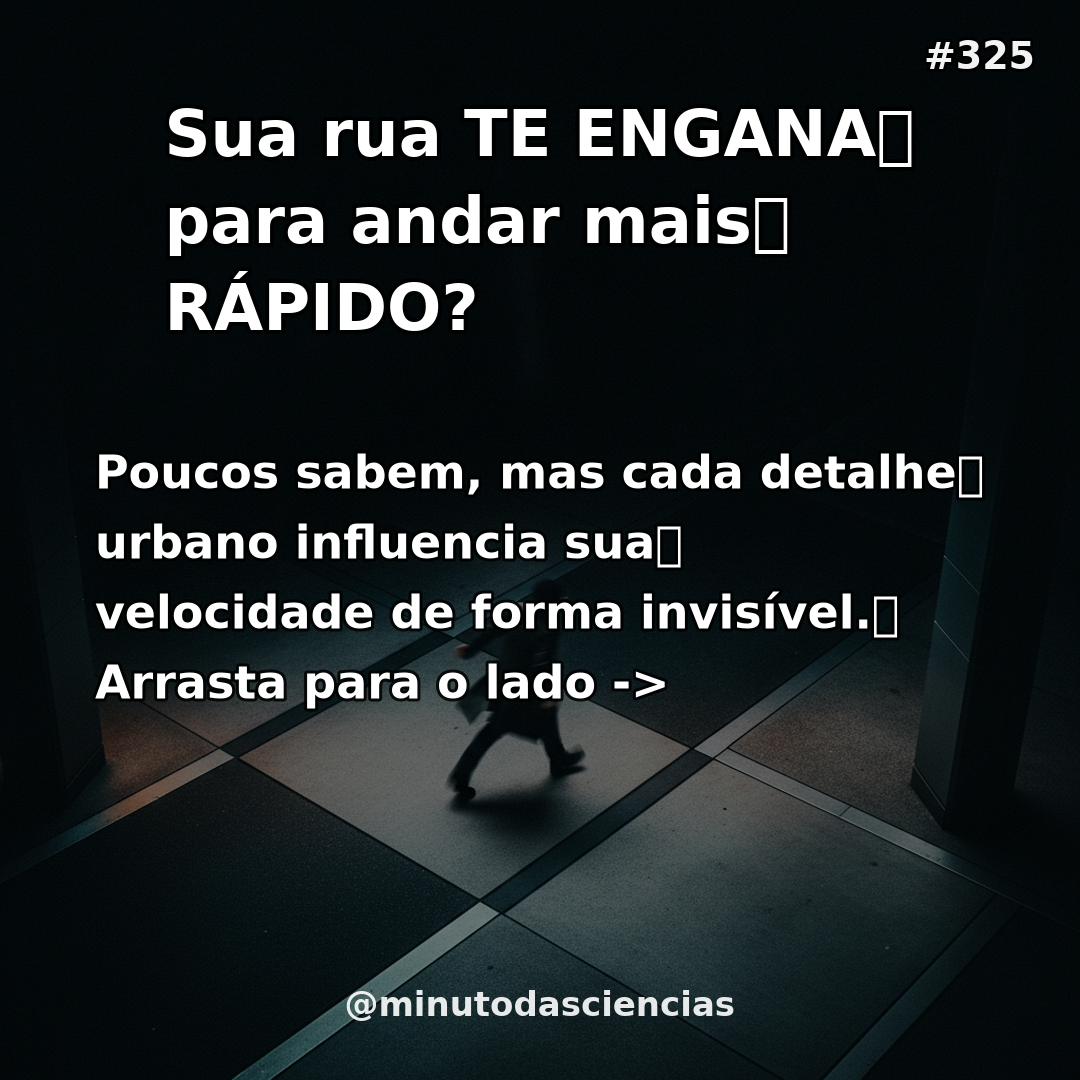 #325
Sua rua TE ENGANA▯
para andar mais▯
RÁPIDO?
Poucos sabem, mas cada detalhe▯
urbano influencia sua▯
velocidade de forma invisível.▯
Arrasta para o lado ->
@minutodasciencias